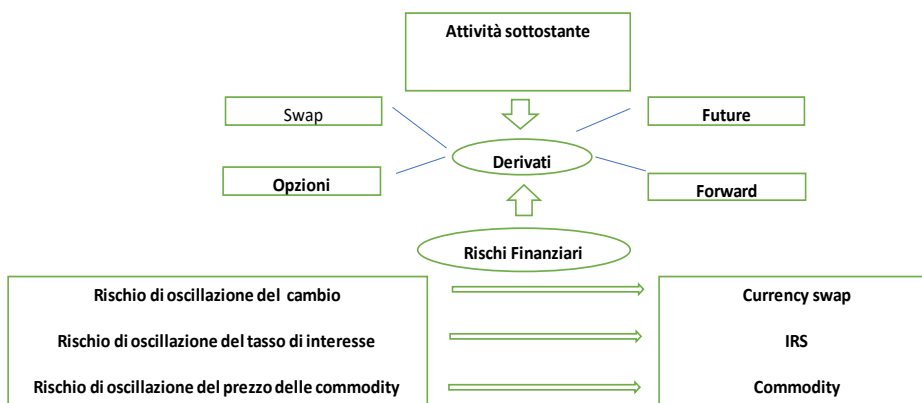 Attività sottostante
Swap
Future
Derivati
Opzioni
Forward
Rischi Finanziari
Rischio di oscillazione del cambio
Currency swap
Rischio di oscillazione del tasso di interesse
IRS
Rischio di oscillazione del prezzo delle commodity
Commodity